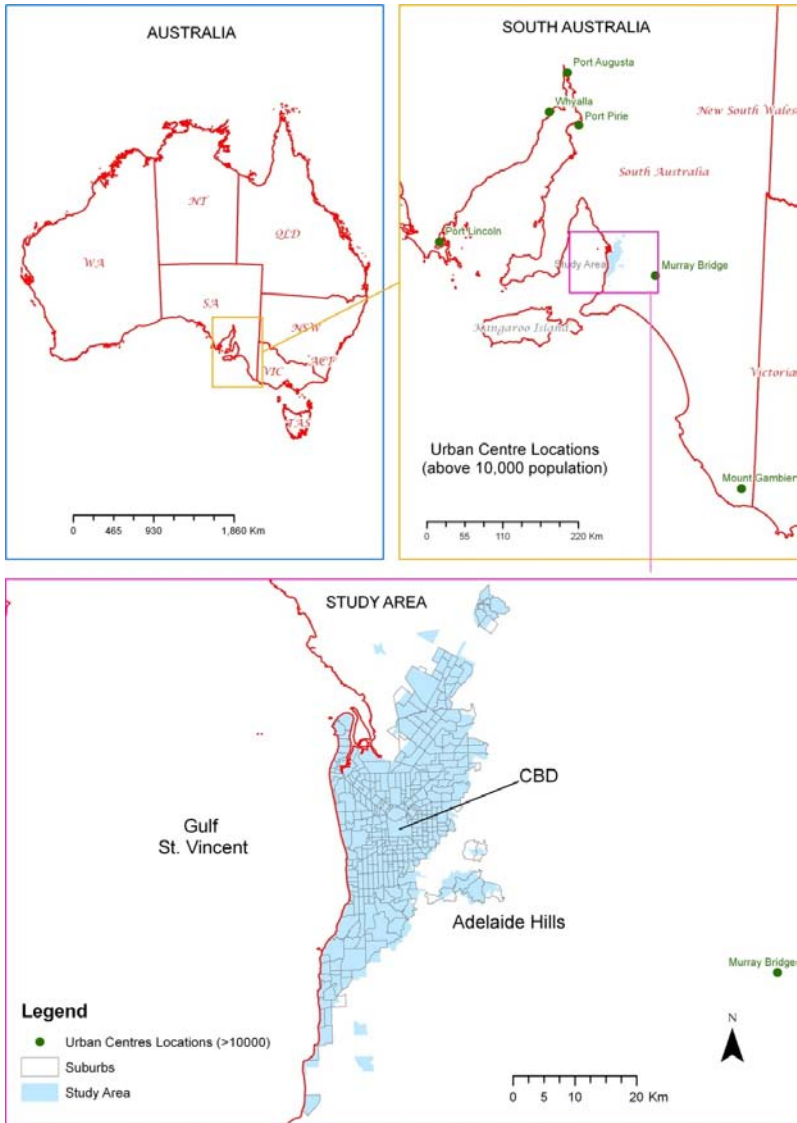 AUSTRALIA
NT
QLD
WA
SA
NSW
ACT
VIC
TAS
0 465 930 1,860 Km
SOUTH AUSTRALIA
Port Augusta
Whyalla
Port Pirie
New South Wales
South Australia
Port Lincoln
Study Area
Murray Bridge
Kangaroo Island
Victoria
Urban Centre Locations
(above 10,000 population)
Mount Gambier
0 55 110 220 Km
STUDY AREA
CBD
Gulf
St. Vincent
Adelaide Hills
Murray Bridge
Legend
Urban Centres Locations (>10000)
Suburbs
Study Area
N
0 5 10 20 Km